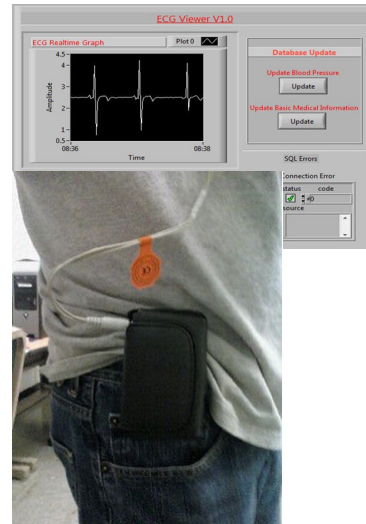 ECG Viewer V1.0
ECG Realtime Graph
Plot 0
Amplitude
4.5
4
3
2
1
0.5
08:36
08:38
Time
Database Update
Update Blood Pressure
Update
Update Basic Medical Information
Update
SQL Errors
Connection Error
status code
0
source